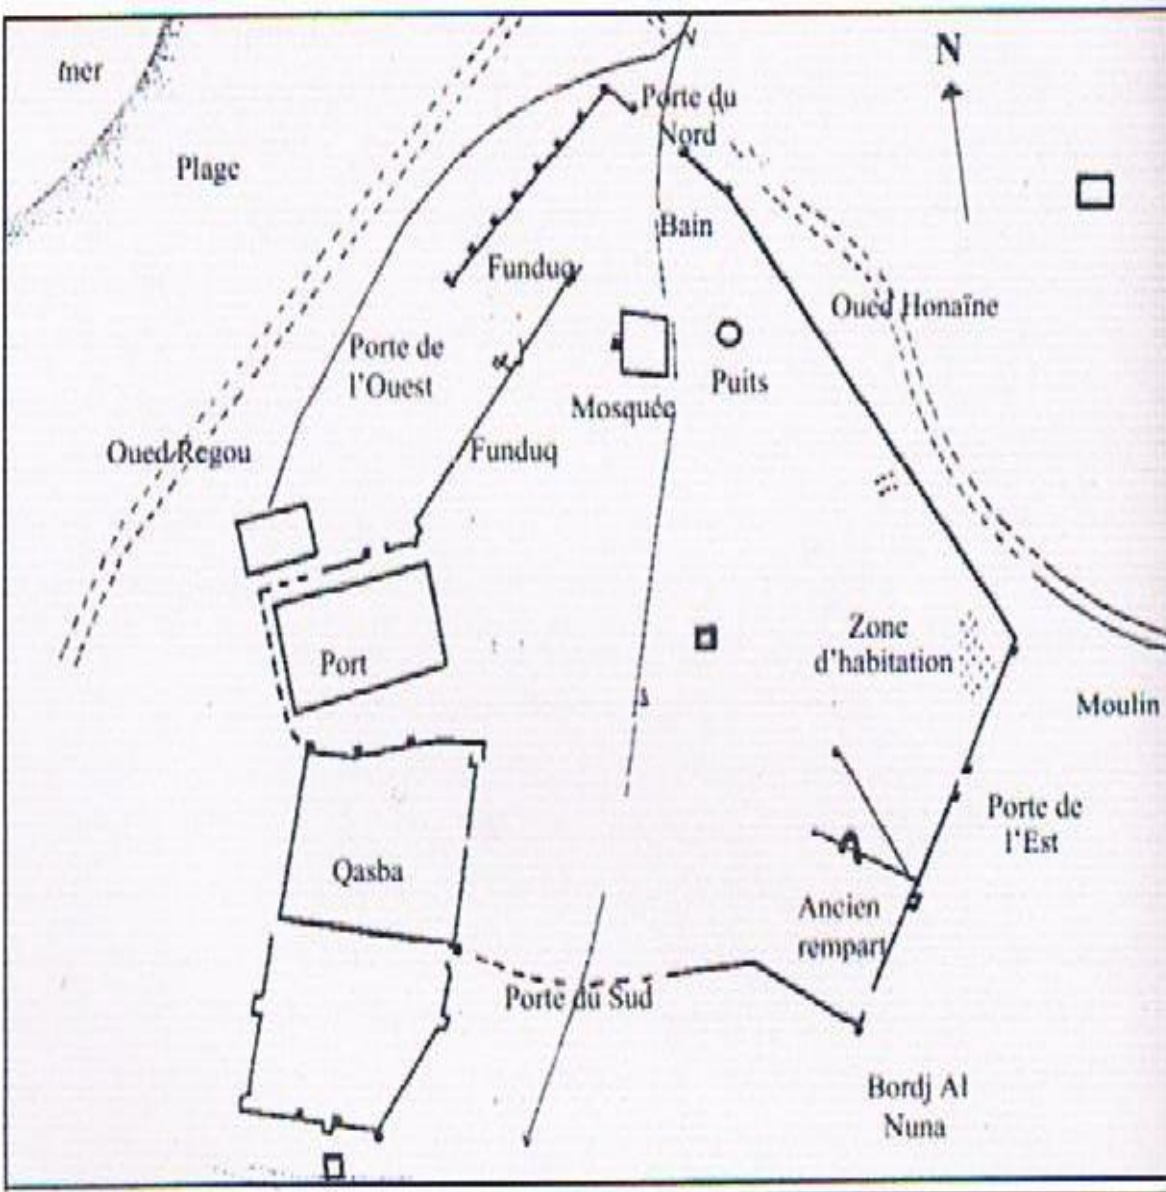 mer
N
Porte du
Nord
Plage
Bain
Funduq
Oued Honaïne
Porte de
l'Ouest
Puits
Mosquée
Oued Regou
Funduq
Zone
d'habitation
Port
Moulin
Porte de
l'Est
Qasba
Ancien
rempart
Porte du Sud
Bordj Al
Nuna